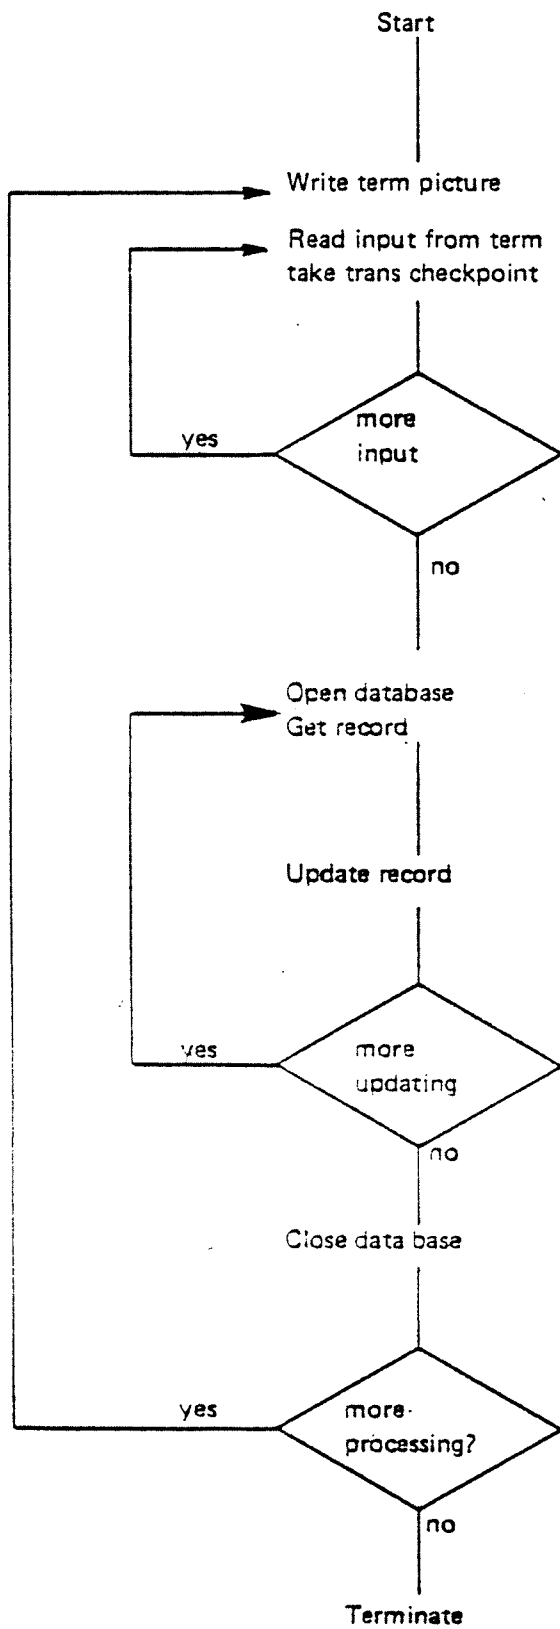 Start
Write term picture
Read input from term
take trans checkpoint
more
input
yes
no
Open database
Get record
Update record
more
updating
yes
no
Close data base
more
processing?
yes
no
Terminate